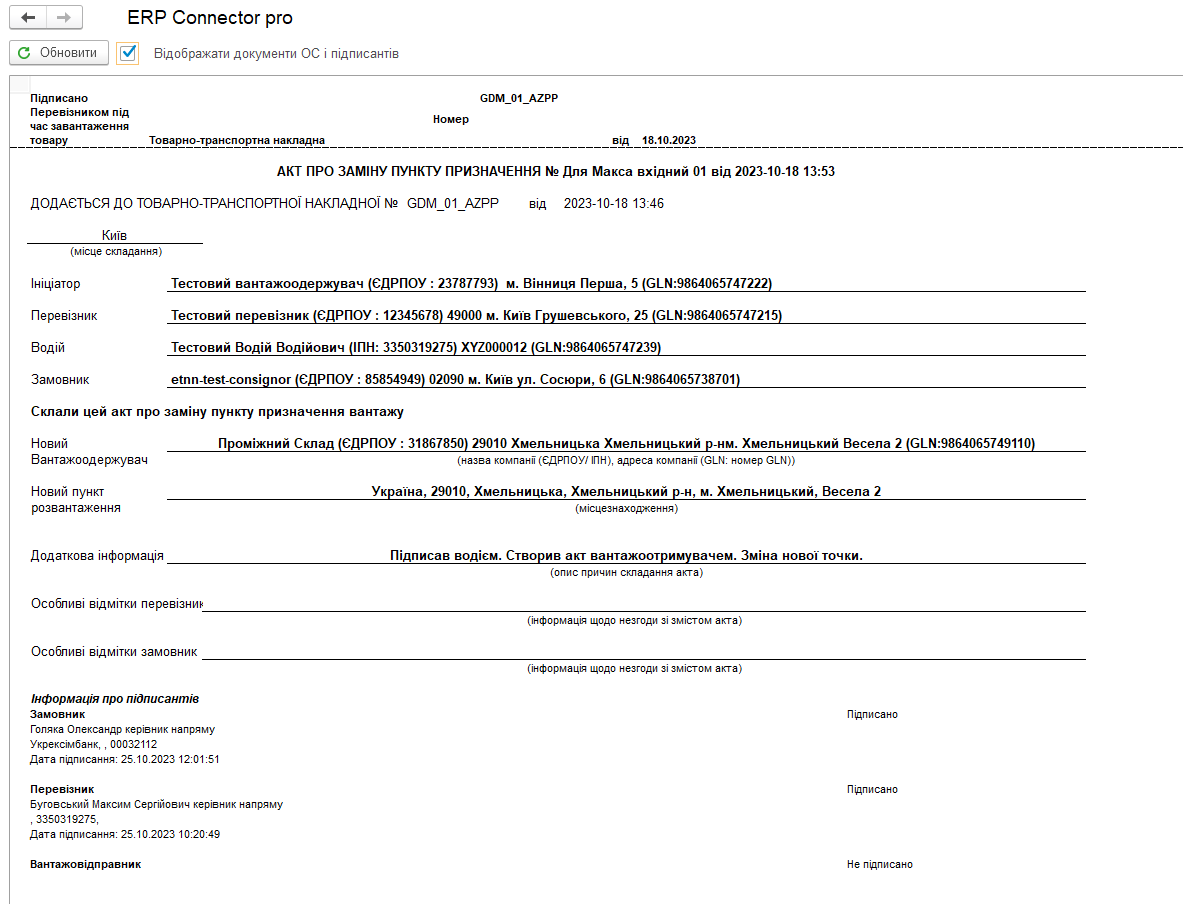 ERP Connector pro
Обновити
Відображати документи ОС і підписантів
Підписано
Перевізником під
час завантаження
товару
Товарно-транспортна накладна
GDM_01_AZPP
Номер
від 18.10.2023
АКТ ПРО ЗАМІНУ ПУНКТУ ПРИЗНАЧЕННЯ № Для Макса вхідний 01 від 2023-10-18 13:53
ДОДАЄТЬСЯ ДО ТОВАРНО-ТРАНСПОРТНОЇ НАКЛАДНОЇ № GDM_01_AZPP від 2023-10-18 13:46
Київ
(місце складання)
Ініціатор Тестовий вантажоодержувач (ЄДРПОУ : 23787793) м. Вінниця Перша, 5 (GLN:9864065747222)
Перевізник Тестовий перевізник (ЄДРПОУ : 12345678) 49000 м. Київ Грушевського, 25 (GLN:9864065747215)
Водій Тестовий Водій Водійович (ІПН: 3350319275) XYZ000012 (GLN:9864065747239)
Замовник etnn-test-consignor (ЄДРПОУ : 85854949) 02090 м. Київ ул. Сосюри, 6 (GLN:9864065738701)
Склали цей акт про заміну пункту призначення вантажу
Новий
Вантажоодержувач
Проміжний Склад (ЄДРПОУ : 31867850) 29010 Хмельницька Хмельницький р-нм. Хмельницький Весела 2 (GLN:9864065749110)
(назва компанії (ЄДРПОУ/ ІПН), адреса компанії (GLN: номер GLN))
Новий пункт
розвантаження
Україна, 29010, Хмельницька, Хмельницький р-н, м. Хмельницький, Весела 2
(місцезнаходження)
Додаткова інформація Підписав водієм. Створив акт вантажоотримувачем. Зміна нової точки.
(опис причин складання акта)
Особливі відмітки перевізник
(інформація щодо незгоди зі змістом акта)
Особливі відмітки замовник
(інформація щодо незгоди зі змістом акта)
Інформація про підписантів
Замовник Підписано
Голяка Олександр керівник напряму
Укрексімбанк, , 00032112
Дата підписання: 25.10.2023 12:01:51
Перевізник Підписано
Буговський Максим Сергійович керівник напряму
, 3350319275,
Дата підписання: 25.10.2023 10:20:49
Вантажовідправник Не підписано